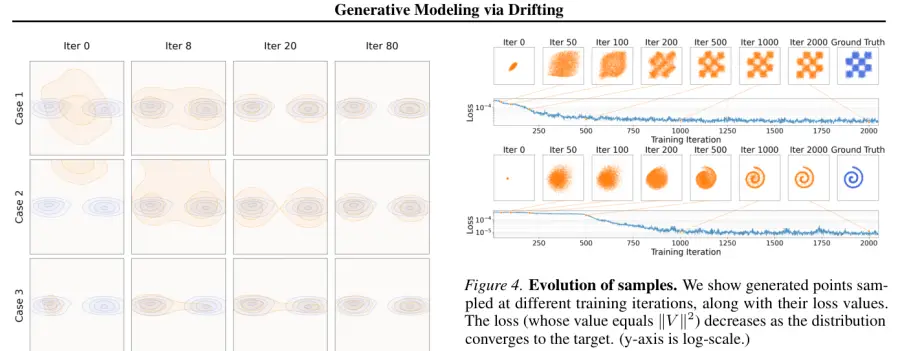 Generative Modeling via Drifting
Iter 0 Iter 8 Iter 20 Iter 80
Case 1
Case 2
Case 3
Iter 0 Iter 50 Iter 100 Iter 200 Iter 500 Iter 1000 Iter 2000 Ground Truth
Loss
10⁻⁴
250 500 750 1000 1250 1500 1750 2000
Training Iteration
Iter 0 Iter 50 Iter 100 Iter 200 Iter 500 Iter 1000 Iter 2000 Ground Truth
Loss
10⁻⁴
10⁻⁵
250 500 750 1000 1250 1500 1750 2000
Training Iteration
Figure 4. Evolution of samples. We show generated points sam-
pled at different training iterations, along with their loss values.
The loss (whose value equals ‖V‖²) decreases as the distribution
converges to the target. (y-axis is log-scale.)